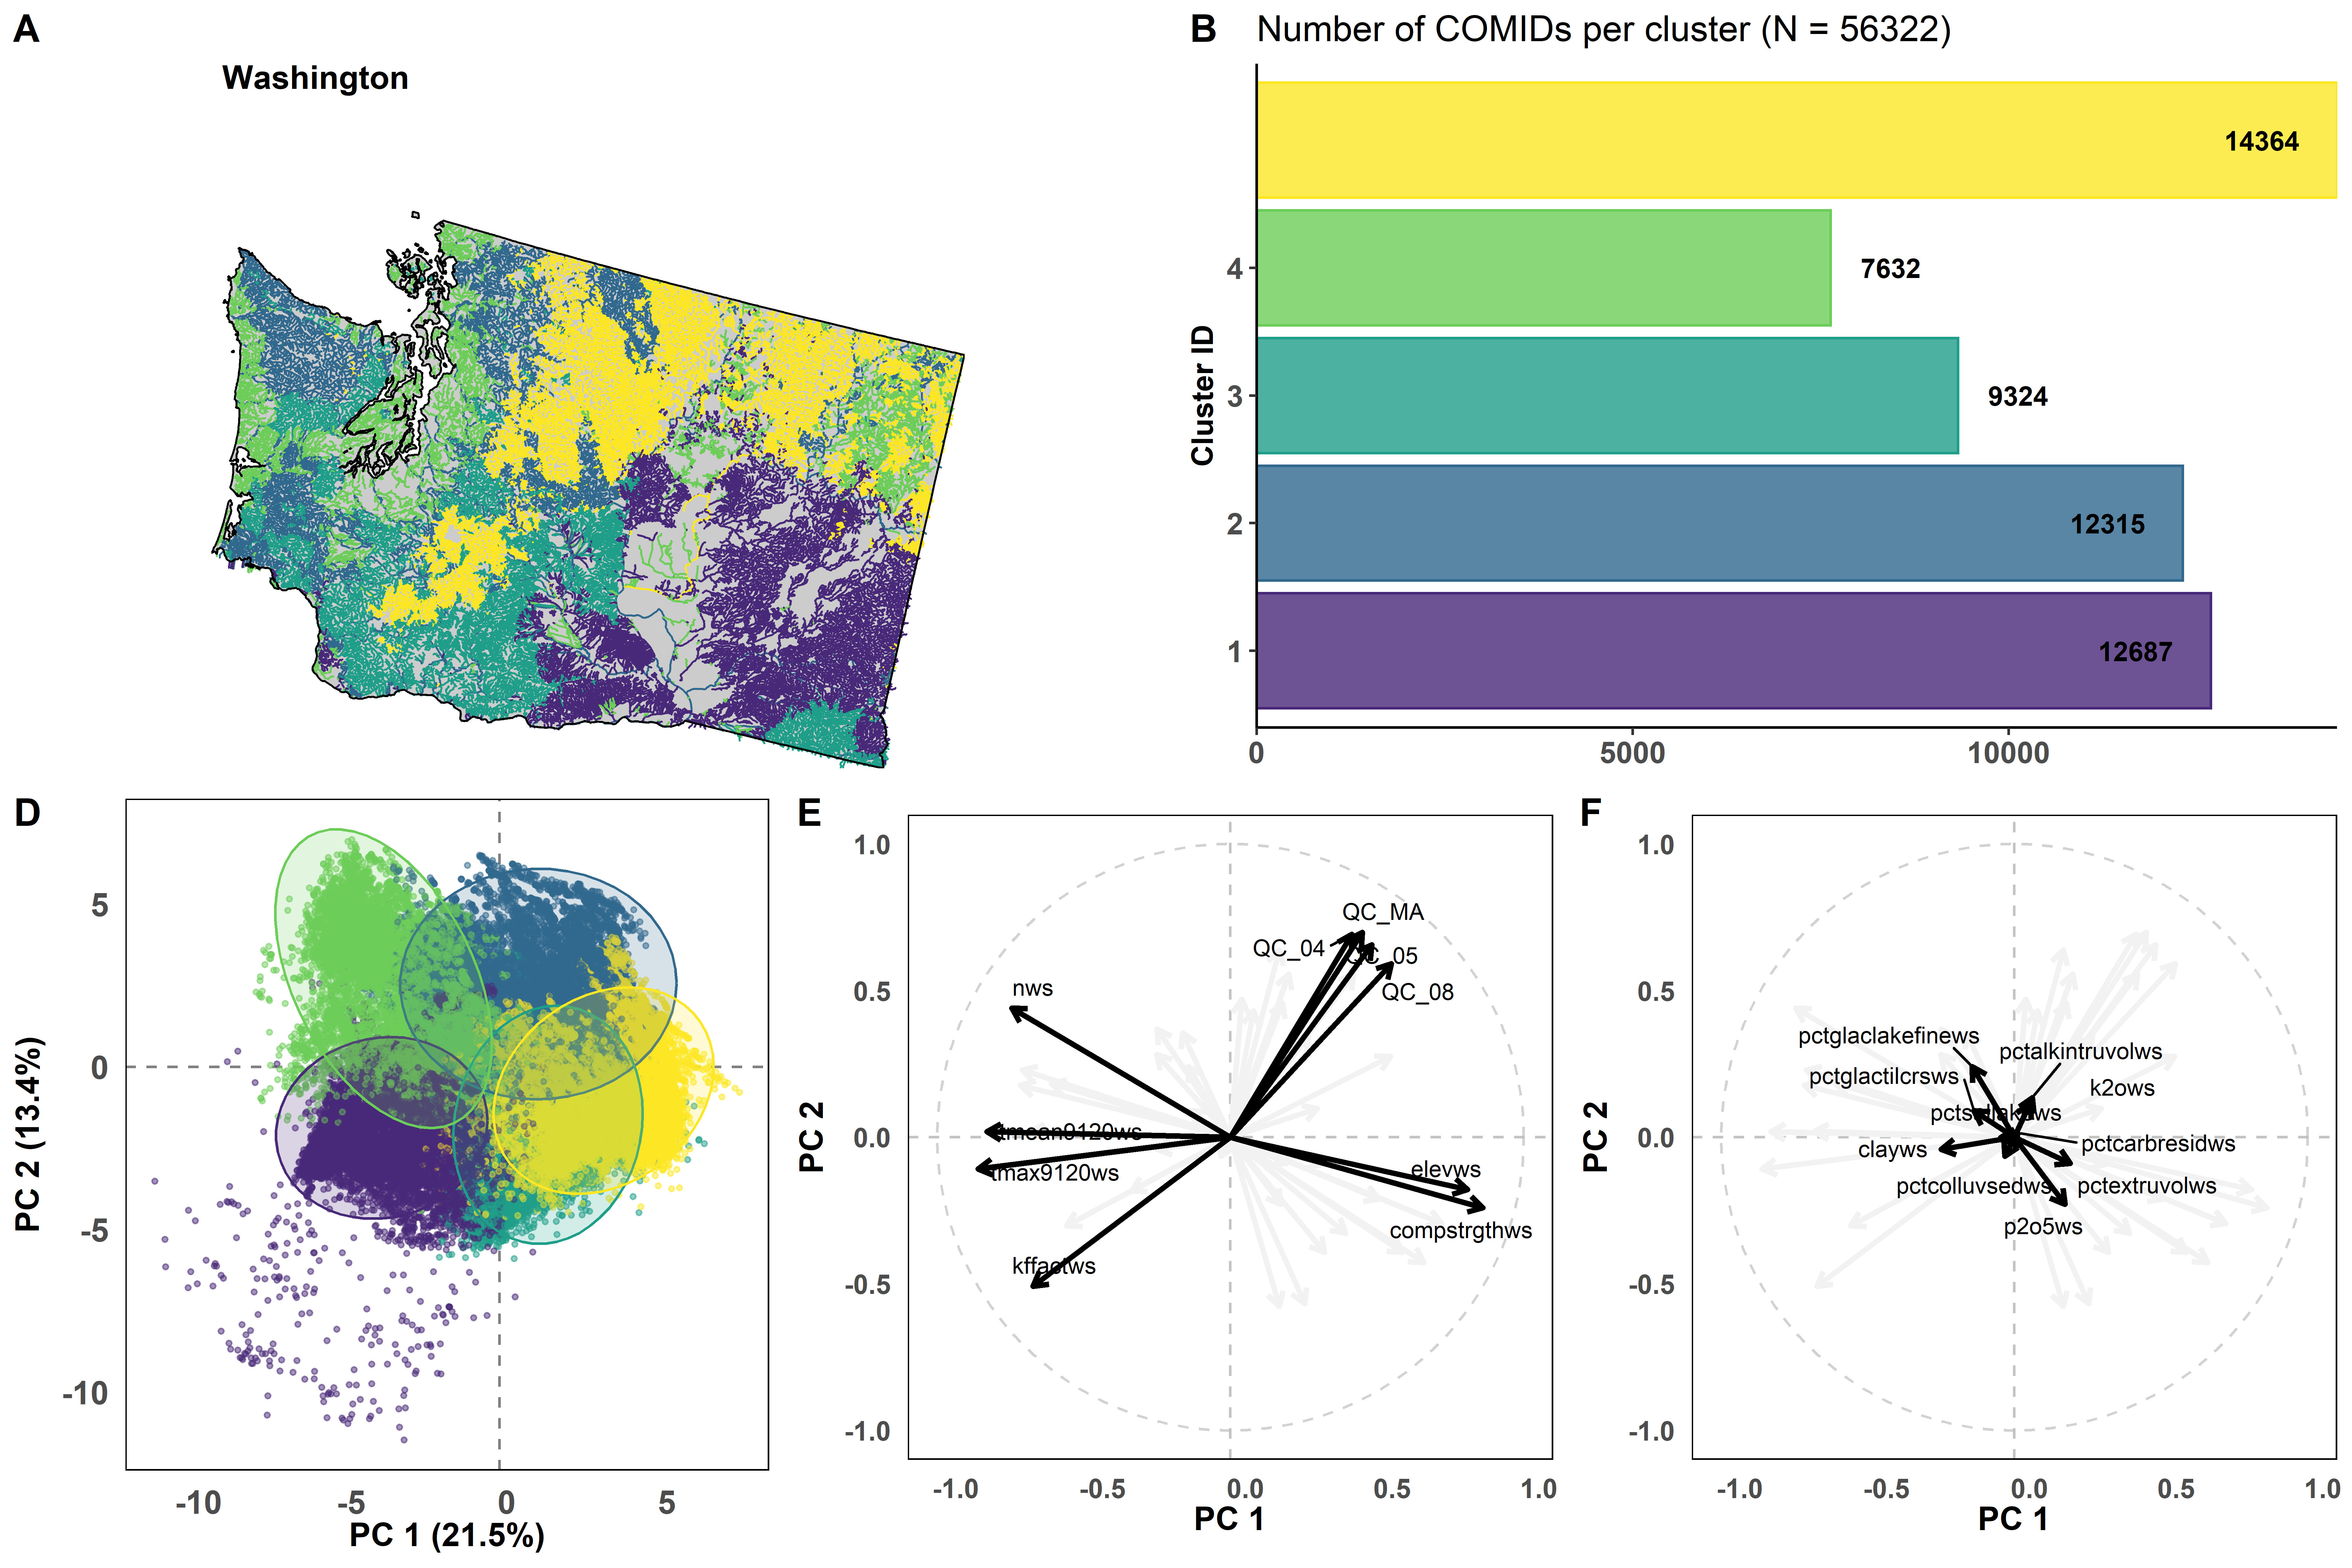 A
Washington
B Number of COMIDs per cluster (N = 56322)
14364
4
7632
3
9324
2
12315
1
12687
Cluster ID
0 5000 10000
D
5
0
-5
-10
PC 2 (13.4%)
-10 -5 0 5
PC 1 (21.5%)
E
1.0
0.5
0.0
-0.5
-1.0
PC 2
QC_MA
QC_04
QC_05
QC_08
nws
tmean9120ws
tmax9120ws
elevws
compstrgthws
kffactws
-1.0 -0.5 0.0 0.5 1.0
PC 1
F
1.0
0.5
0.0
-0.5
-1.0
PC 2
pctglaclakefinews
pctalkintruvolws
pctglactilcrsws
k2ows
clayws
pctcarbresidws
pctcolluvsedws
pctextruvolws
p2o5ws
-1.0 -0.5 0.0 0.5 1.0
PC 1